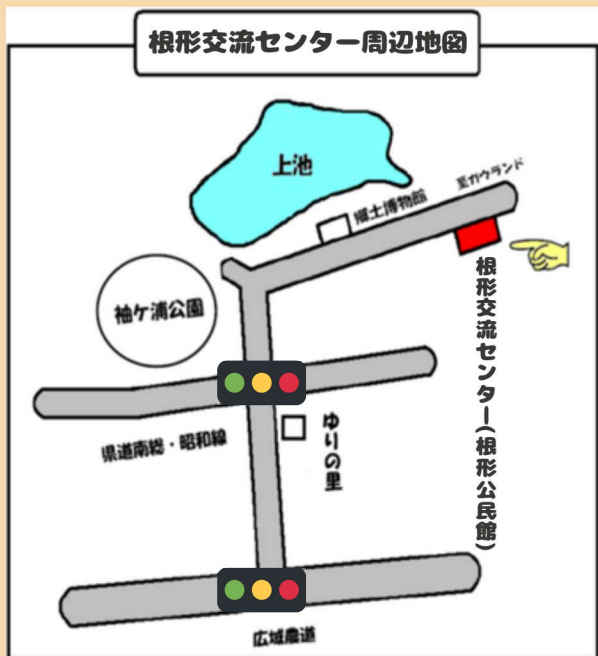 根形交流センター周辺地図
上池
至ガウランド
郷土博物館
袖ケ浦公園
根形交流センター(根形公民館)
県道南総・昭和線
ゆりの里
広域農道